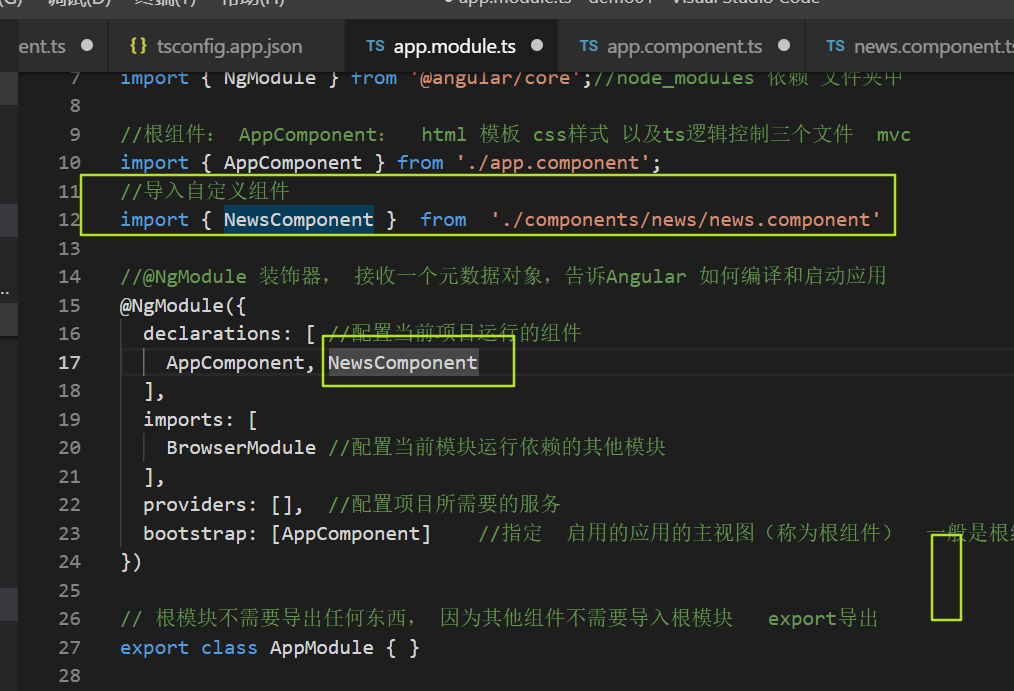 ent.ts ● {} tsconfig.app.json TS app.module.ts ● TS app.component.ts ● TS news.component.ts
7 import { NgModule } from '@angular/core';//node_modules 依赖 文件夹中
8
9 //根组件： AppComponent： html 模板 css样式 以及ts逻辑控制三个文件 mvc
10 import { AppComponent } from './app.component';
11 //导入自定义组件
12 import { NewsComponent } from './components/news/news.component'
13
14 //@NgModule 装饰器， 接收一个元数据对象，告诉Angular 如何编译和启动应用
15 @NgModule({
16 declarations: [ //配置当前项目运行的组件
17 AppComponent, NewsComponent
18 ],
19 imports: [
20 BrowserModule //配置当前模块运行依赖的其他模块
21 ],
22 providers: [], //配置项目所需要的服务
23 bootstrap: [AppComponent] //指定 启用的应用的主视图（称为根组件） 一般是根
24 })
25
26 // 根模块不需要导出任何东西， 因为其他组件不需要导入根模块 export导出
27 export class AppModule { }
28